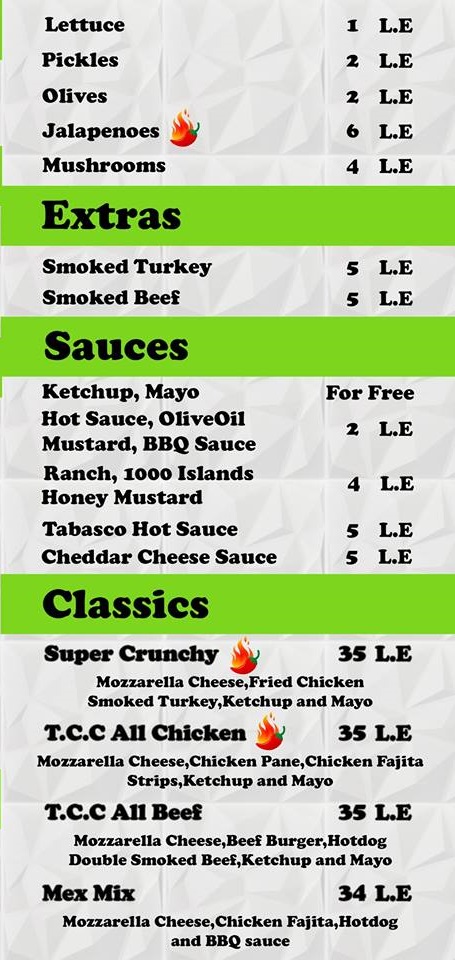 Lettuce 1 L.E
Pickles 2 L.E
Olives 2 L.E
Jalapenoes 6 L.E
Mushrooms 4 L.E
Extras
Smoked Turkey 5 L.E
Smoked Beef 5 L.E
Sauces
Ketchup, Mayo For Free
Hot Sauce, OliveOil
Mustard, BBQ Sauce 2 L.E
Ranch, 1000 Islands
Honey Mustard 4 L.E
Tabasco Hot Sauce 5 L.E
Cheddar Cheese Sauce 5 L.E
Classics
Super Crunchy 35 L.E
Mozzarella Cheese,Fried Chicken
Smoked Turkey,Ketchup and Mayo
T.C.C All Chicken 35 L.E
Mozzarella Cheese,Chicken Pane,Chicken Fajita
Strips,Ketchup and Mayo
T.C.C All Beef 35 L.E
Mozzarella Cheese,Beef Burger,Hotdog
Double Smoked Beef,Ketchup and Mayo
Mex Mix 34 L.E
Mozzarella Cheese,Chicken Fajita,Hotdog
and BBQ sauce